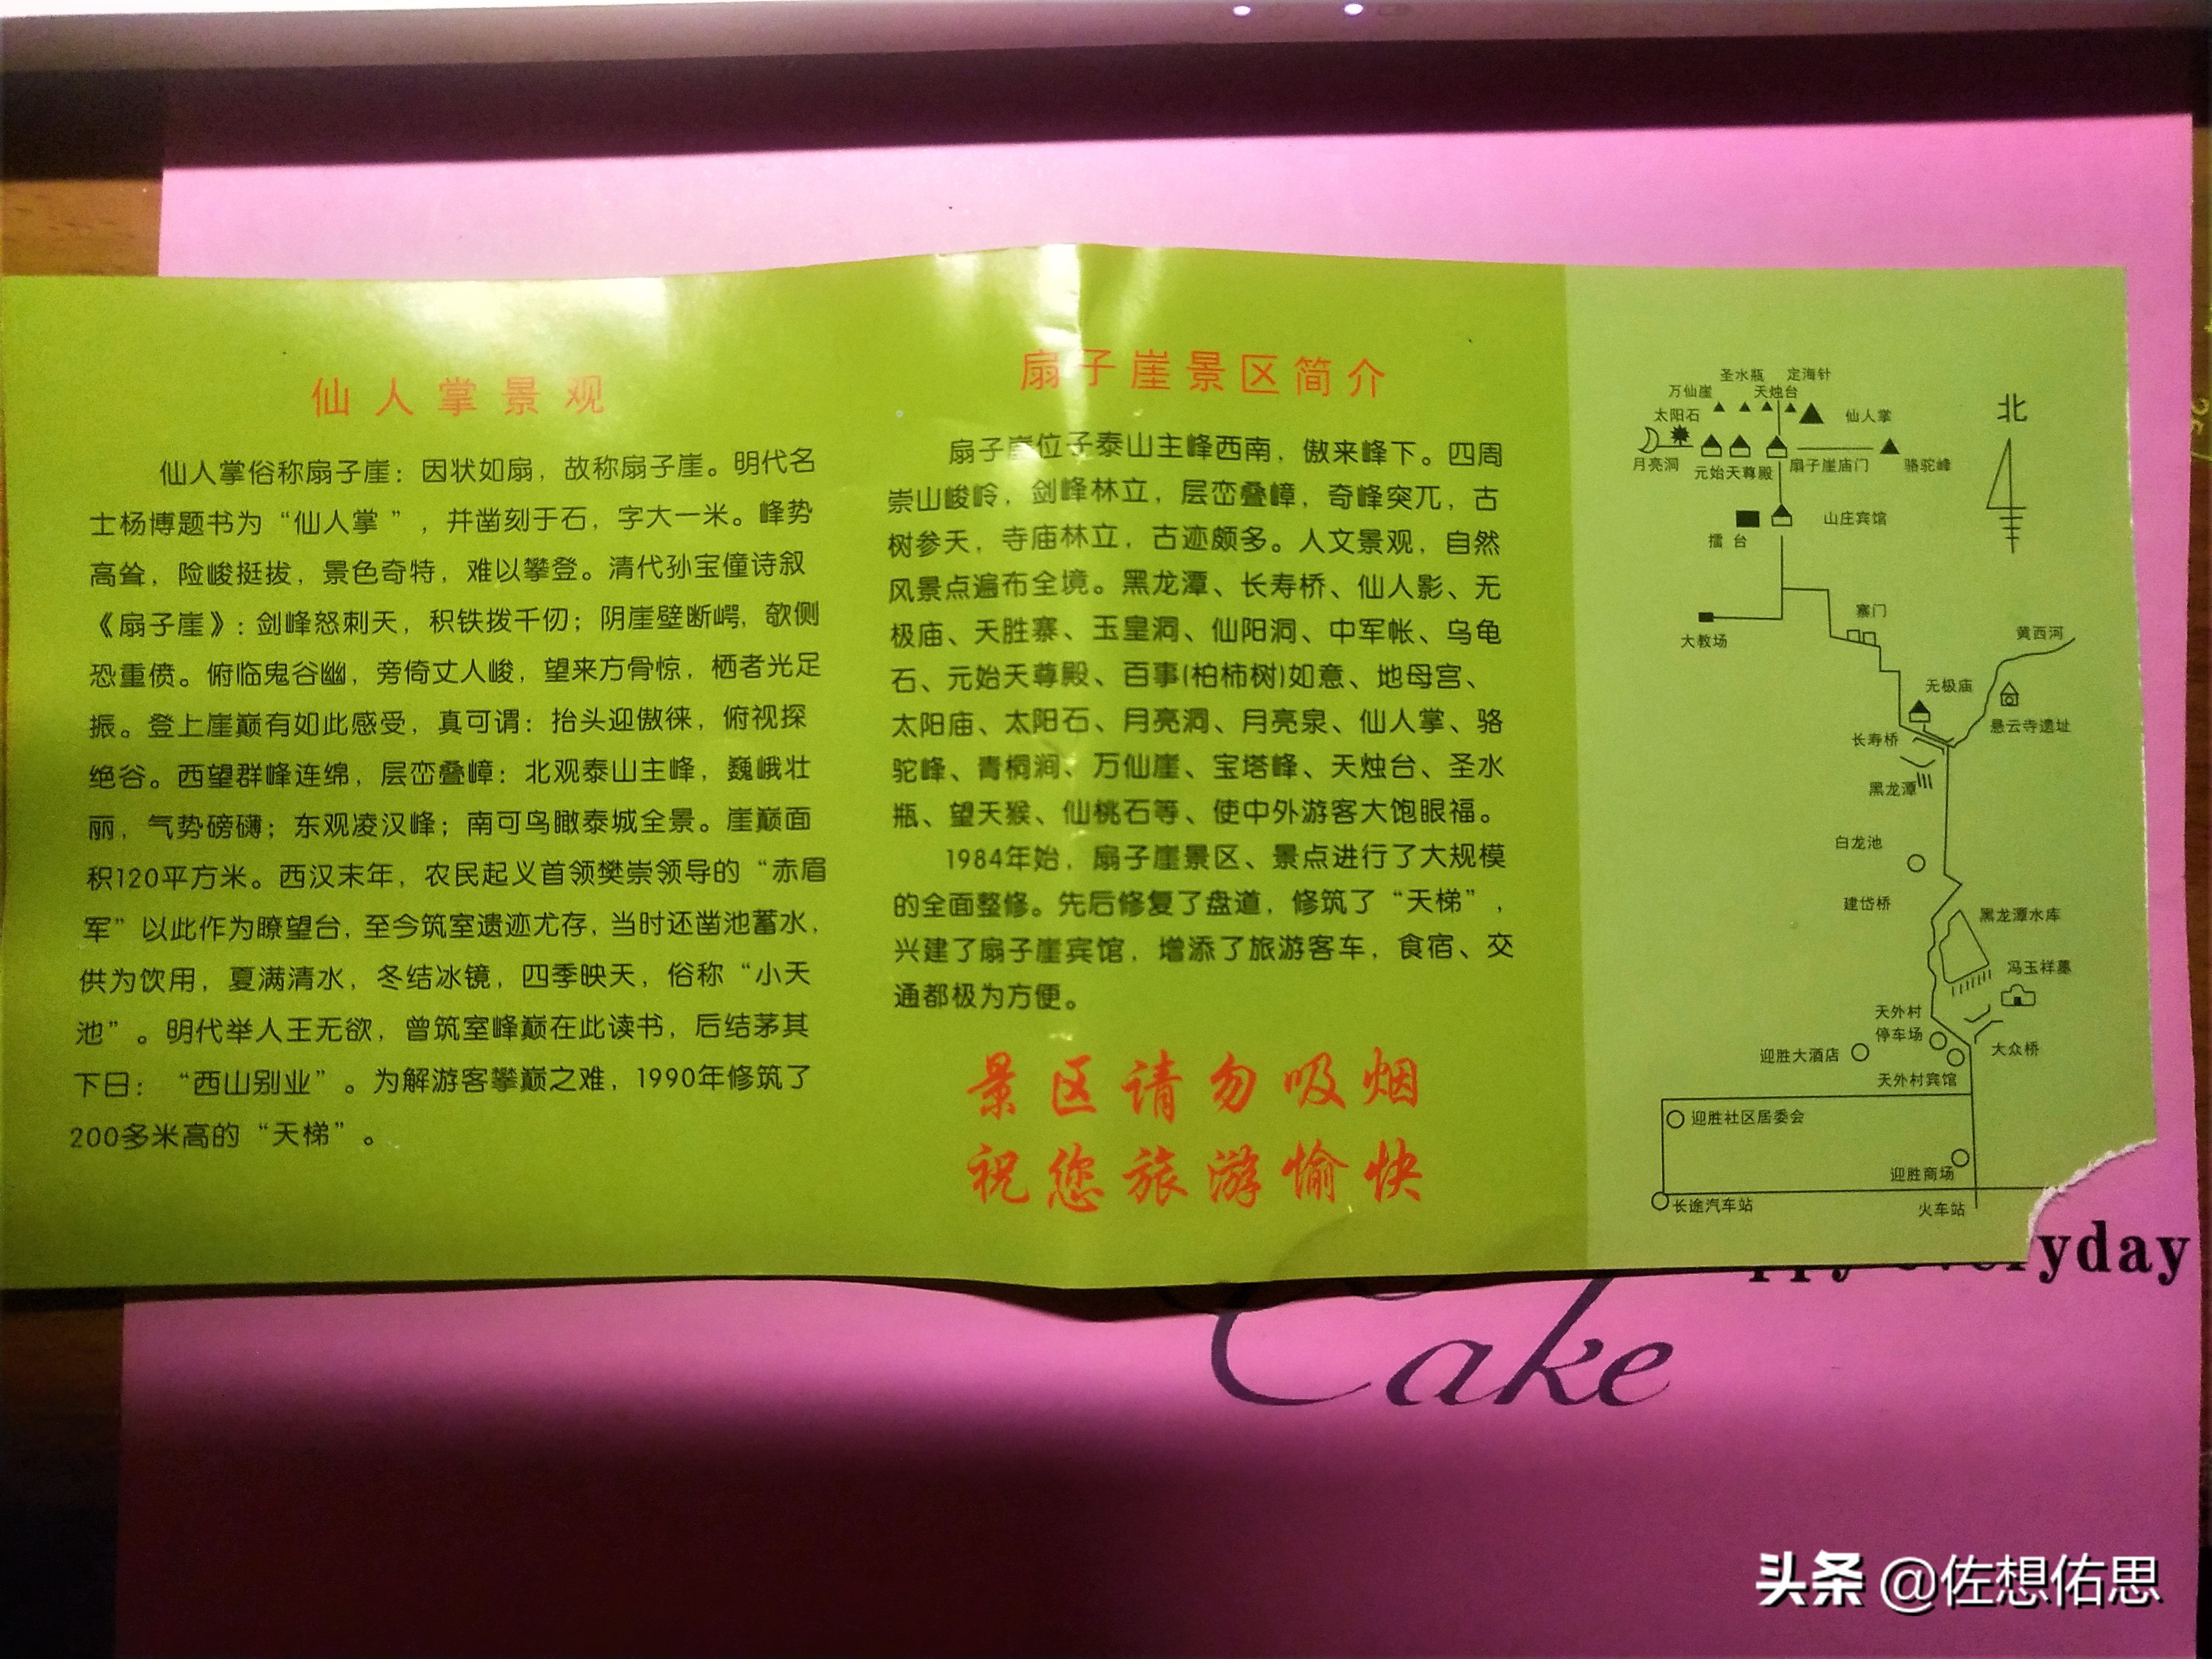 仙人掌景观
仙人掌俗称扇子崖：因状如扇，故称扇子崖。明代名
士杨博题书为“仙人掌”，并凿刻于石，字大一米。峰势
高耸，险峻挺拔，景色奇特，难以攀登。清代孙宝僮诗叙
《扇子崖》：剑峰怒刺天，积铁拨千仞；阴崖壁断崿，欹侧
恐重偾。俯临鬼谷幽，旁倚丈人峻，望来方骨惊，栖者光足
振。登上崖巅有如此感受，真可谓：抬头迎傲徕，俯视探
绝谷。西望群峰连绵，层峦叠嶂：北观泰山主峰，巍峨壮
丽，气势磅礴；东观凌汉峰；南可鸟瞰泰城全景。崖巅面
积120平方米。西汉末年，农民起义首领樊崇领导的“赤眉
军”以此作为瞭望台，至今筑室遗迹尤存，当时还凿池蓄水，
供为饮用，夏满清水，冬结冰镜，四季映天，俗称“小天
池”。明代举人王无欲，曾筑室峰巅在此读书，后结茅其
下日：“西山别业”。为解游客攀巅之难，1990年修筑了
200多米高的“天梯”。
扇子崖景区简介
扇子崖位子泰山主峰西南，傲来峰下。四周
崇山峻岭，剑峰林立，层峦叠嶂，奇峰突兀，古
树参天，寺庙林立，古迹颇多。人文景观，自然
风景点遍布全境。黑龙潭、长寿桥、仙人影、无
极庙、天胜寨、玉皇洞、仙阳洞、中军帐、乌龟
石、元始天尊殿、百事(柏柿树)如意、地母宫、
太阳庙、太阳石、月亮洞、月亮泉、仙人掌、骆
驼峰、青桐涧、万仙崖、宝塔峰、天烛台、圣水
瓶、望天猴、仙桃石等、使中外游客大饱眼福。
1984年始，扇子崖景区、景点进行了大规模
的全面整修。先后修复了盘道，修筑了“天梯”，
兴建了扇子崖宾馆，增添了旅游客车，食宿、交
通都极为方便。
景区请勿吸烟
祝您旅游愉快
圣水瓶 定海针
万仙崖 天烛台
太阳石 仙人掌
北
月亮洞 元始天尊殿 扇子崖庙门 骆驼峰
山庄宾馆
擂台
寨门
大教场
黄西河
无极庙
悬云寺遗址
长寿桥
黑龙潭
白龙池
建岱桥
黑龙潭水库
冯玉祥墓
天外村
停车场
大众桥
迎胜大酒店
天外村宾馆
迎胜社区居委会
迎胜商场
长途汽车站
火车站
yday
Cake
头条 @佐想佑思